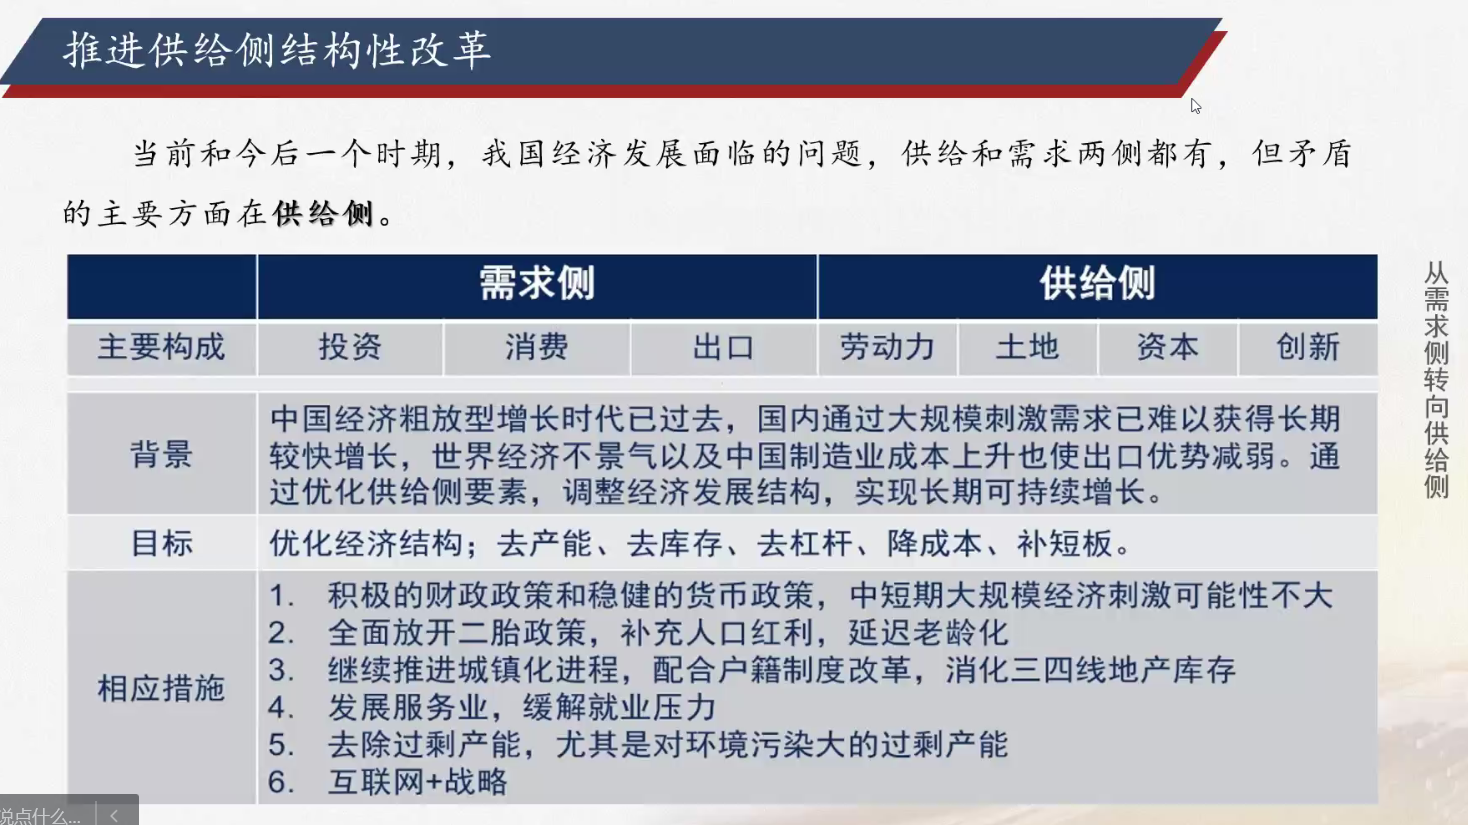 推进供给侧结构性改革
当前和今后一个时期，我国经济发展面临的问题，供给和需求两侧都有，但矛盾
的主要方面在供给侧。
需求侧 供给侧
主要构成 投资 消费 出口 劳动力 土地 资本 创新
背景
中国经济粗放型增长时代已过去，国内通过大规模刺激需求已难以获得长期
较快增长，世界经济不景气以及中国制造业成本上升也使出口优势减弱。通
过优化供给侧要素，调整经济发展结构，实现长期可持续增长。
目标 优化经济结构；去产能、去库存、去杠杆、降成本、补短板。
相应措施
1. 积极的财政政策和稳健的货币政策，中短期大规模经济刺激可能性不大
2. 全面放开二胎政策，补充人口红利，延迟老龄化
3. 继续推进城镇化进程，配合户籍制度改革，消化三四线地产库存
4. 发展服务业，缓解就业压力
5. 去除过剩产能，尤其是对环境污染大的过剩产能
6. 互联网+战略
从需求侧转向供给侧
说点什么...